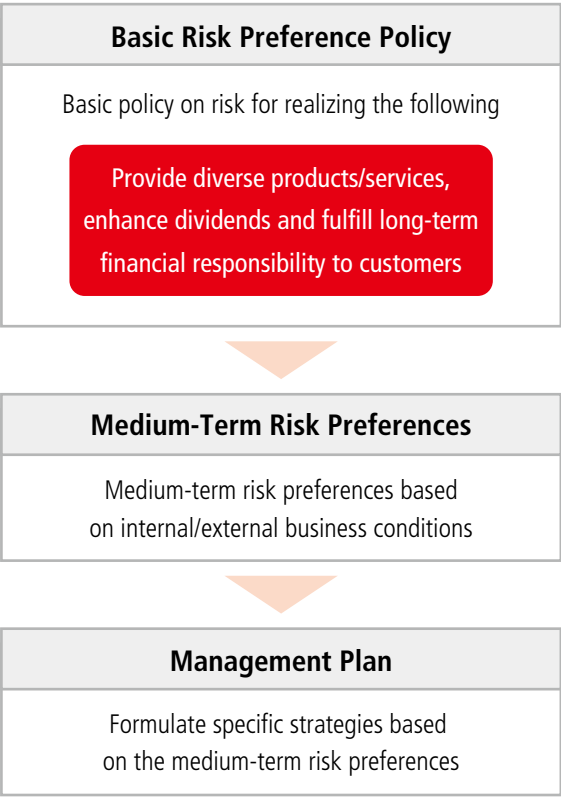 Basic Risk Preference Policy
Basic policy on risk for realizing the following
Provide diverse products/services,
enhance dividends and fulfill long-term
financial responsibility to customers
Medium-Term Risk Preferences
Medium-term risk preferences based
on internal/external business conditions
Management Plan
Formulate specific strategies based
on the medium-term risk preferences